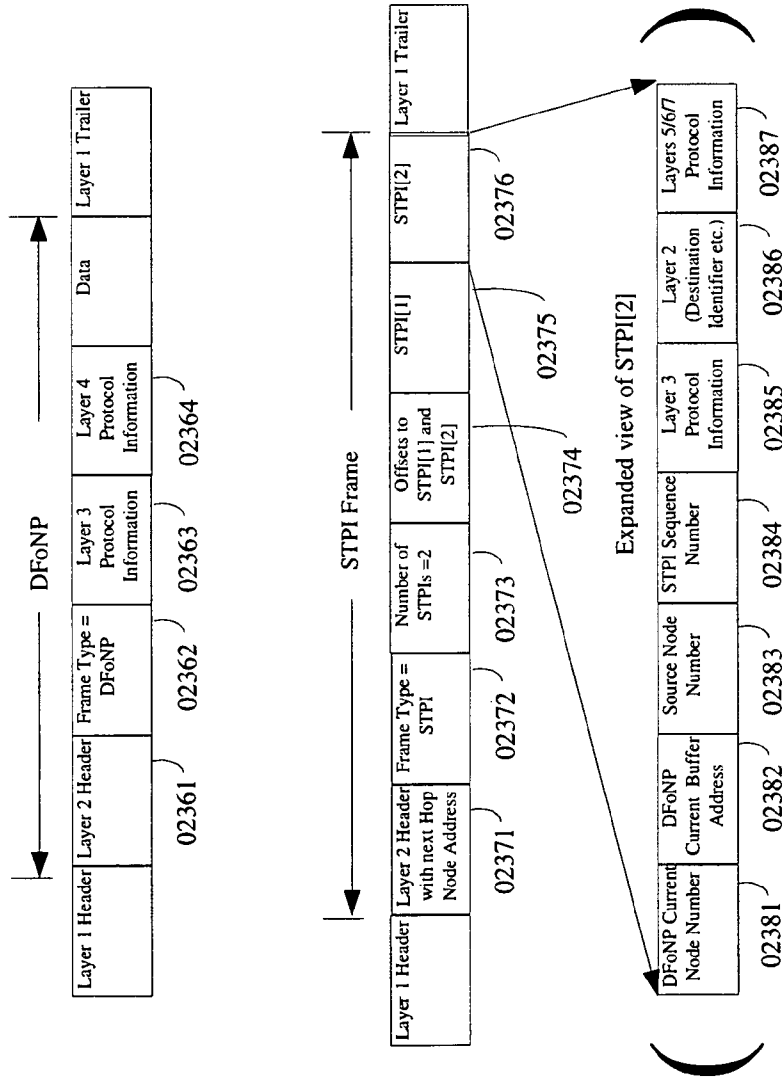 DFoNP
Layer 1 Header
Layer 2 Header
Frame Type =
DFoNP
Layer 3
Protocol
Information
Layer 4
Protocol
Information
Data
Layer 1 Trailer
02361
02362
02363
02364
STPI Frame
Layer 1 Header
Layer 2 Header
with next Hop
Node Address
Frame Type =
STPI
Number of
STPIs =2
Offsets to
STPI[1] and
STPI[2]
STPI[1]
STPI[2]
Layer 1 Trailer
02371
02372
02373
02374
02375
02376
Expanded view of STPI[2]
DFoNP Current
Node Number
DFoNP
Current Buffer
Address
Source Node
Number
STPI Sequence
Number
Layer 3
Protocol
Information
Layer 2
(Destination
Identifier etc.)
Layers 5/6/7
Protocol
Information
02381
02382
02383
02384
02385
02386
02387